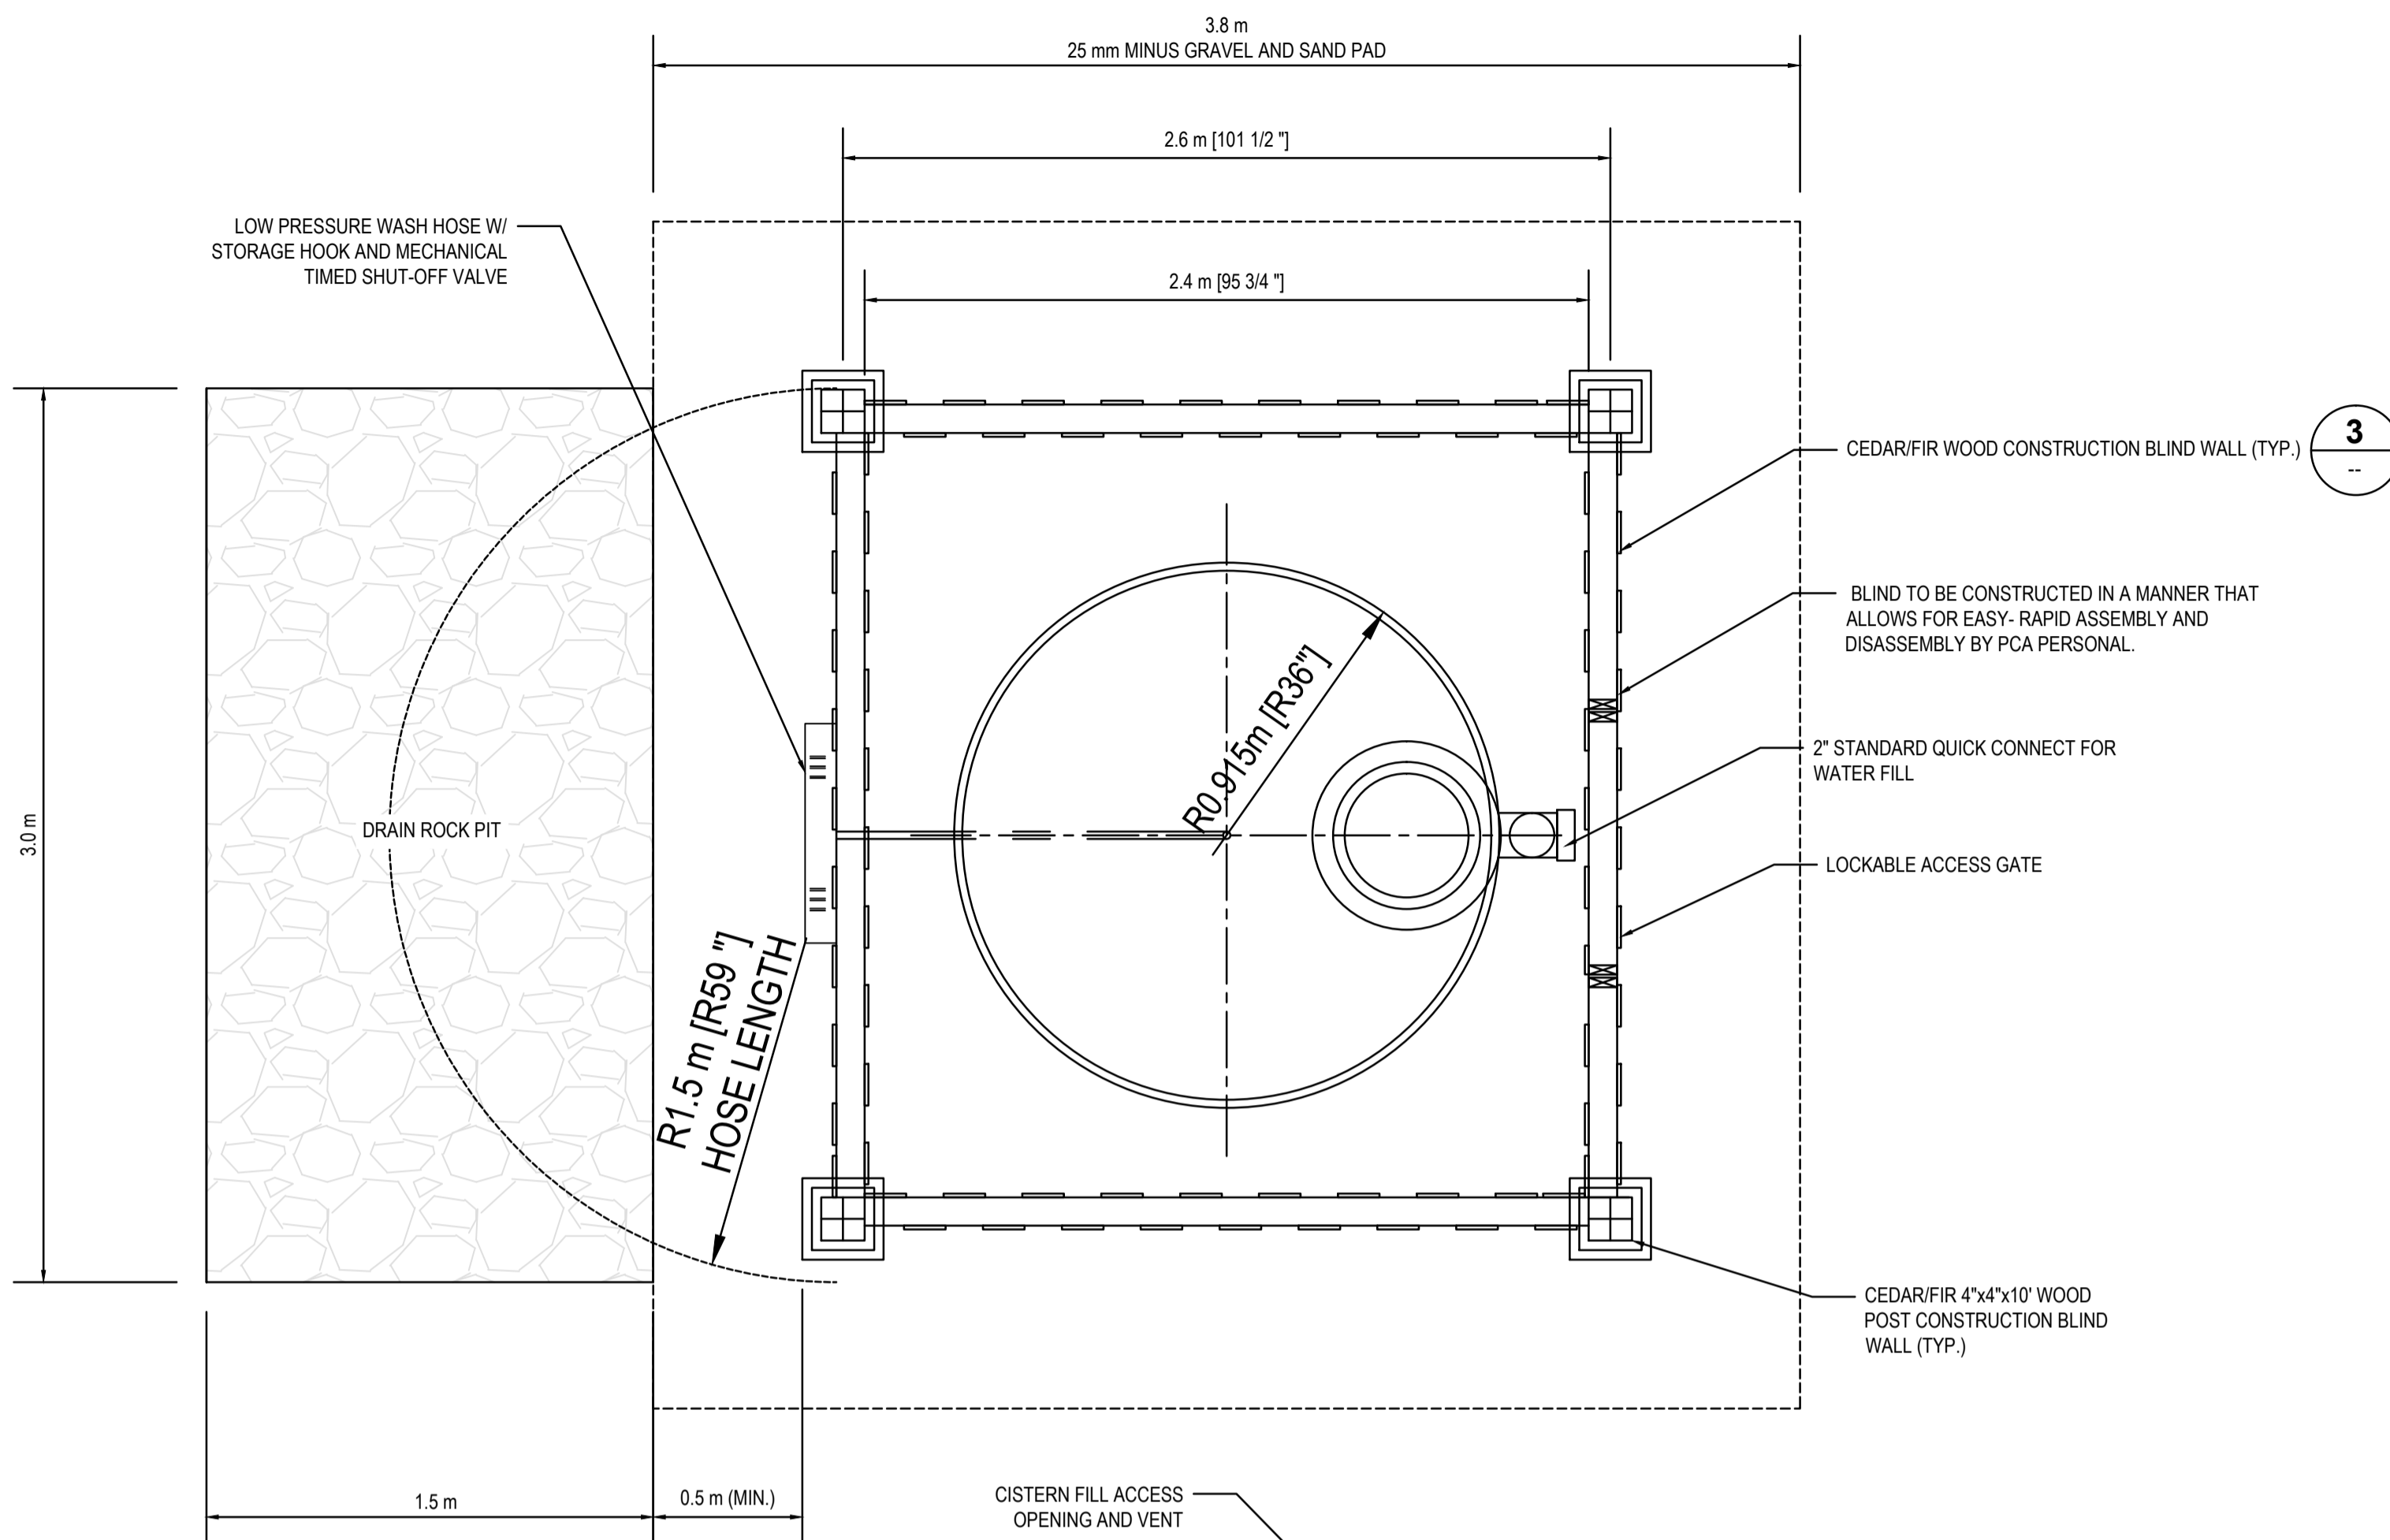 3.8 m
25 mm MINUS GRAVEL AND SAND PAD
2.6 m [101 1/2 "]
LOW PRESSURE WASH HOSE W/
STORAGE HOOK AND MECHANICAL
TIMED SHUT-OFF VALVE
2.4 m [95 3/4 "]
CEDAR/FIR WOOD CONSTRUCTION BLIND WALL (TYP.)
3
--
BLIND TO BE CONSTRUCTED IN A MANNER THAT
ALLOWS FOR EASY- RAPID ASSEMBLY AND
DISASSEMBLY BY PCA PERSONAL.
R0.915m [R36"]
2" STANDARD QUICK CONNECT FOR
WATER FILL
3.0 m
DRAIN ROCK PIT
LOCKABLE ACCESS GATE
R1.5 m [R59 "]
HOSE LENGTH
CEDAR/FIR 4"x4"x10' WOOD
POST CONSTRUCTION BLIND
WALL (TYP.)
1.5 m
0.5 m (MIN.)
CISTERN FILL ACCESS
OPENING AND VENT